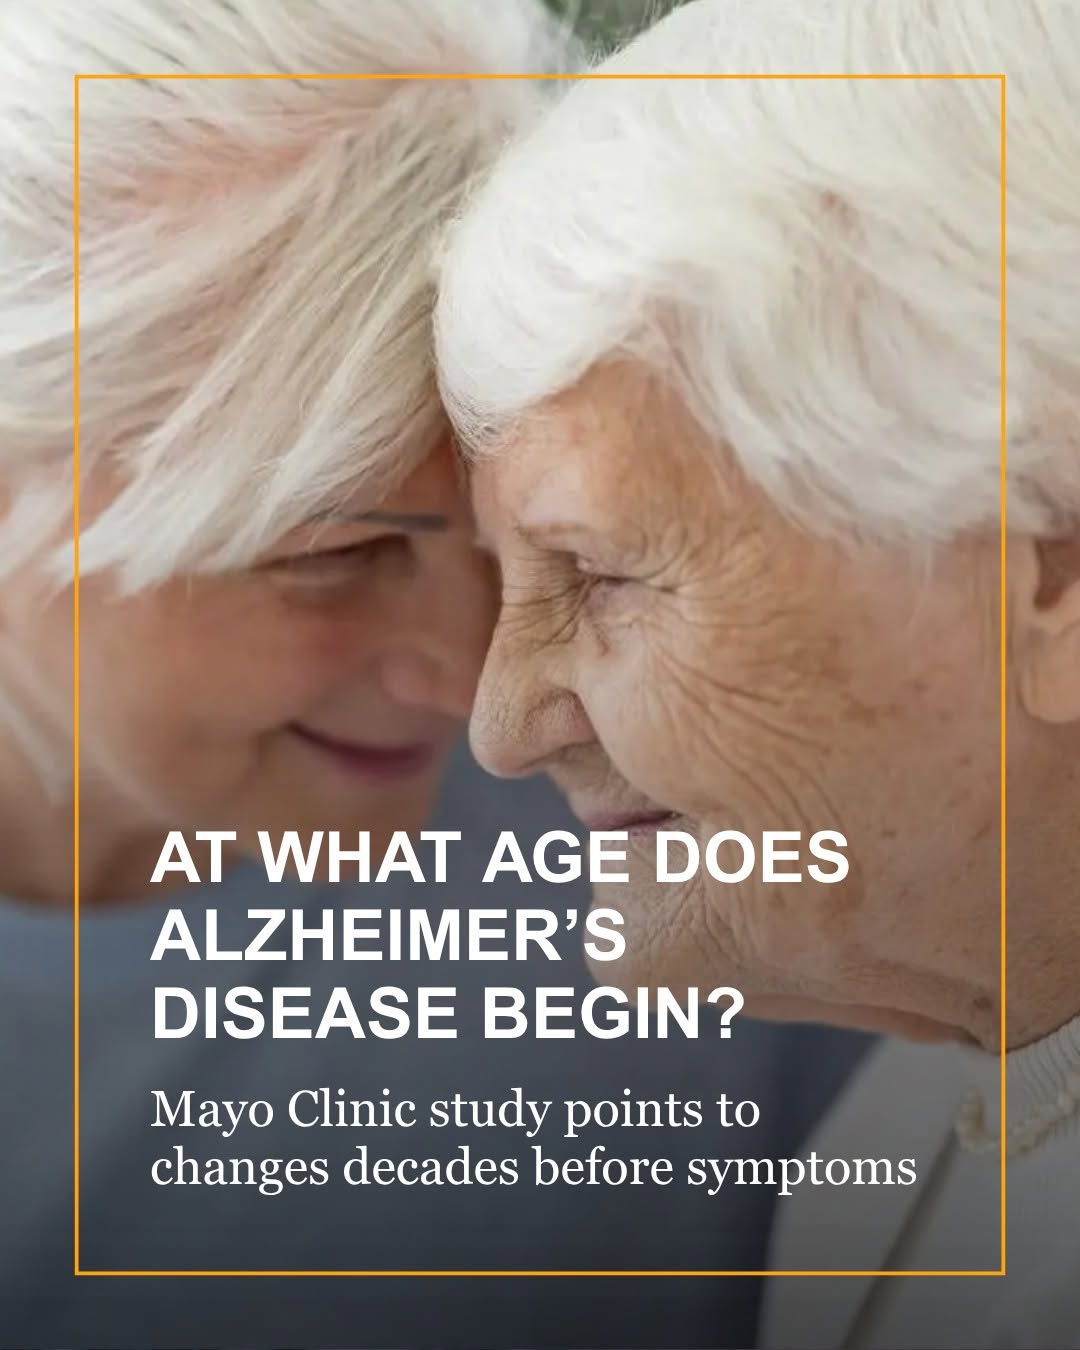 AT WHAT AGE DOES
ALZHEIMER’S
DISEASE BEGIN?
Mayo Clinic study points to
changes decades before symptoms